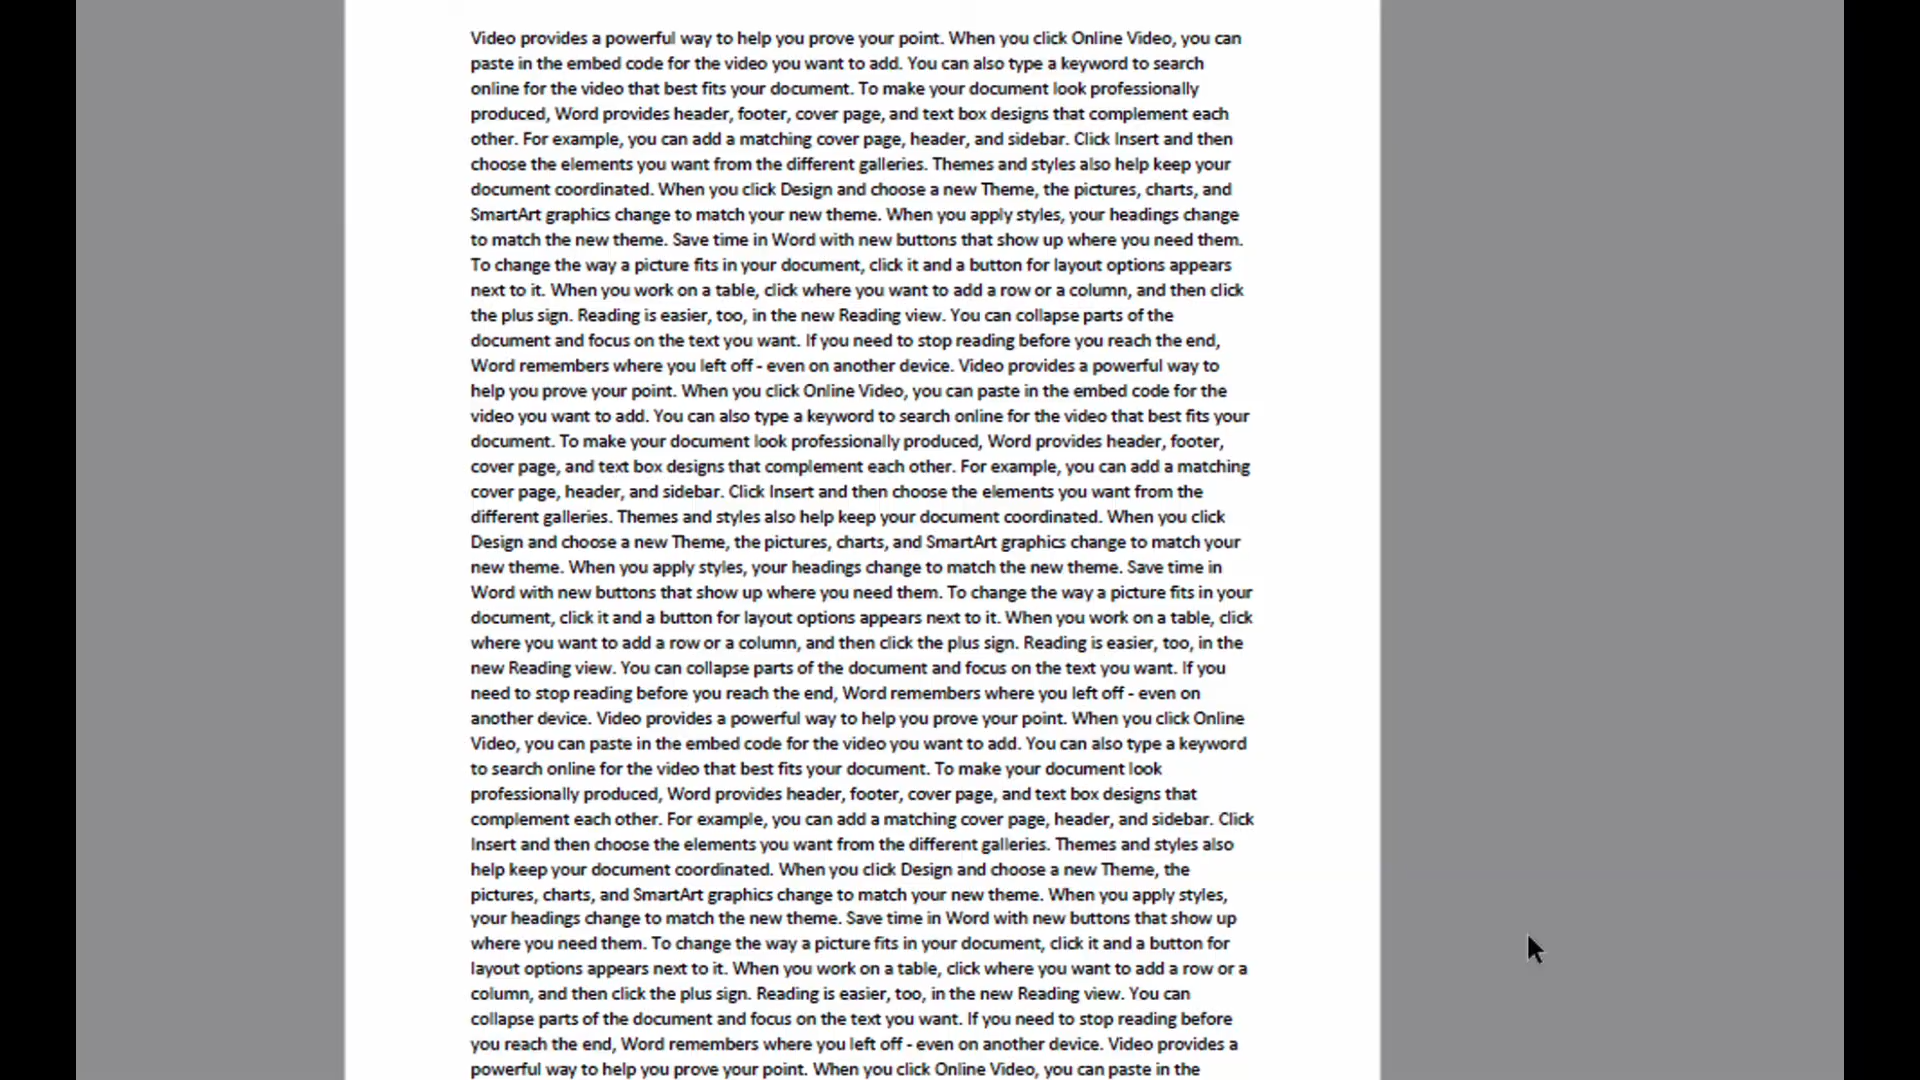 Video provides a powerful way to help you prove your point. When you click Online Video, you can
paste in the embed code for the video you want to add. You can also type a keyword to search
online for the video that best fits your document. To make your document look professionally
produced, Word provides header, footer, cover page, and text box designs that complement each
other. For example, you can add a matching cover page, header, and sidebar. Click Insert and then
choose the elements you want from the different galleries. Themes and styles also help keep your
document coordinated. When you click Design and choose a new Theme, the pictures, charts, and
SmartArt graphics change to match your new theme. When you apply styles, your headings change
to match the new theme. Save time in Word with new buttons that show up where you need them.
To change the way a picture fits in your document, click it and a button for layout options appears
next to it. When you work on a table, click where you want to add a row or a column, and then click
the plus sign. Reading is easier, too, in the new Reading view. You can collapse parts of the
document and focus on the text you want. If you need to stop reading before you reach the end,
Word remembers where you left off - even on another device. Video provides a powerful way to
help you prove your point. When you click Online Video, you can paste in the embed code for the
video you want to add. You can also type a keyword to search online for the video that best fits your
document. To make your document look professionally produced, Word provides header, footer,
cover page, and text box designs that complement each other. For example, you can add a matching
cover page, header, and sidebar. Click Insert and then choose the elements you want from the
different galleries. Themes and styles also help keep your document coordinated. When you click
Design and choose a new Theme, the pictures, charts, and SmartArt graphics change to match your
new theme. When you apply styles, your headings change to match the new theme. Save time in
Word with new buttons that show up where you need them. To change the way a picture fits in your
document, click it and a button for layout options appears next to it. When you work on a table, click
where you want to add a row or a column, and then click the plus sign. Reading is easier, too, in the
new Reading view. You can collapse parts of the document and focus on the text you want. If you
need to stop reading before you reach the end, Word remembers where you left off - even on
another device. Video provides a powerful way to help you prove your point. When you click Online
Video, you can paste in the embed code for the video you want to add. You can also type a keyword
to search online for the video that best fits your document. To make your document look
professionally produced, Word provides header, footer, cover page, and text box designs that
complement each other. For example, you can add a matching cover page, header, and sidebar. Click
Insert and then choose the elements you want from the different galleries. Themes and styles also
help keep your document coordinated. When you click Design and choose a new Theme, the
pictures, charts, and SmartArt graphics change to match your new theme. When you apply styles,
your headings change to match the new theme. Save time in Word with new buttons that show up
where you need them. To change the way a picture fits in your document, click it and a button for
layout options appears next to it. When you work on a table, click where you want to add a row or a
column, and then click the plus sign. Reading is easier, too, in the new Reading view. You can
collapse parts of the document and focus on the text you want. If you need to stop reading before
you reach the end, Word remembers where you left off - even on another device. Video provides a
powerful way to help you prove your point. When you click Online Video, you can paste in the